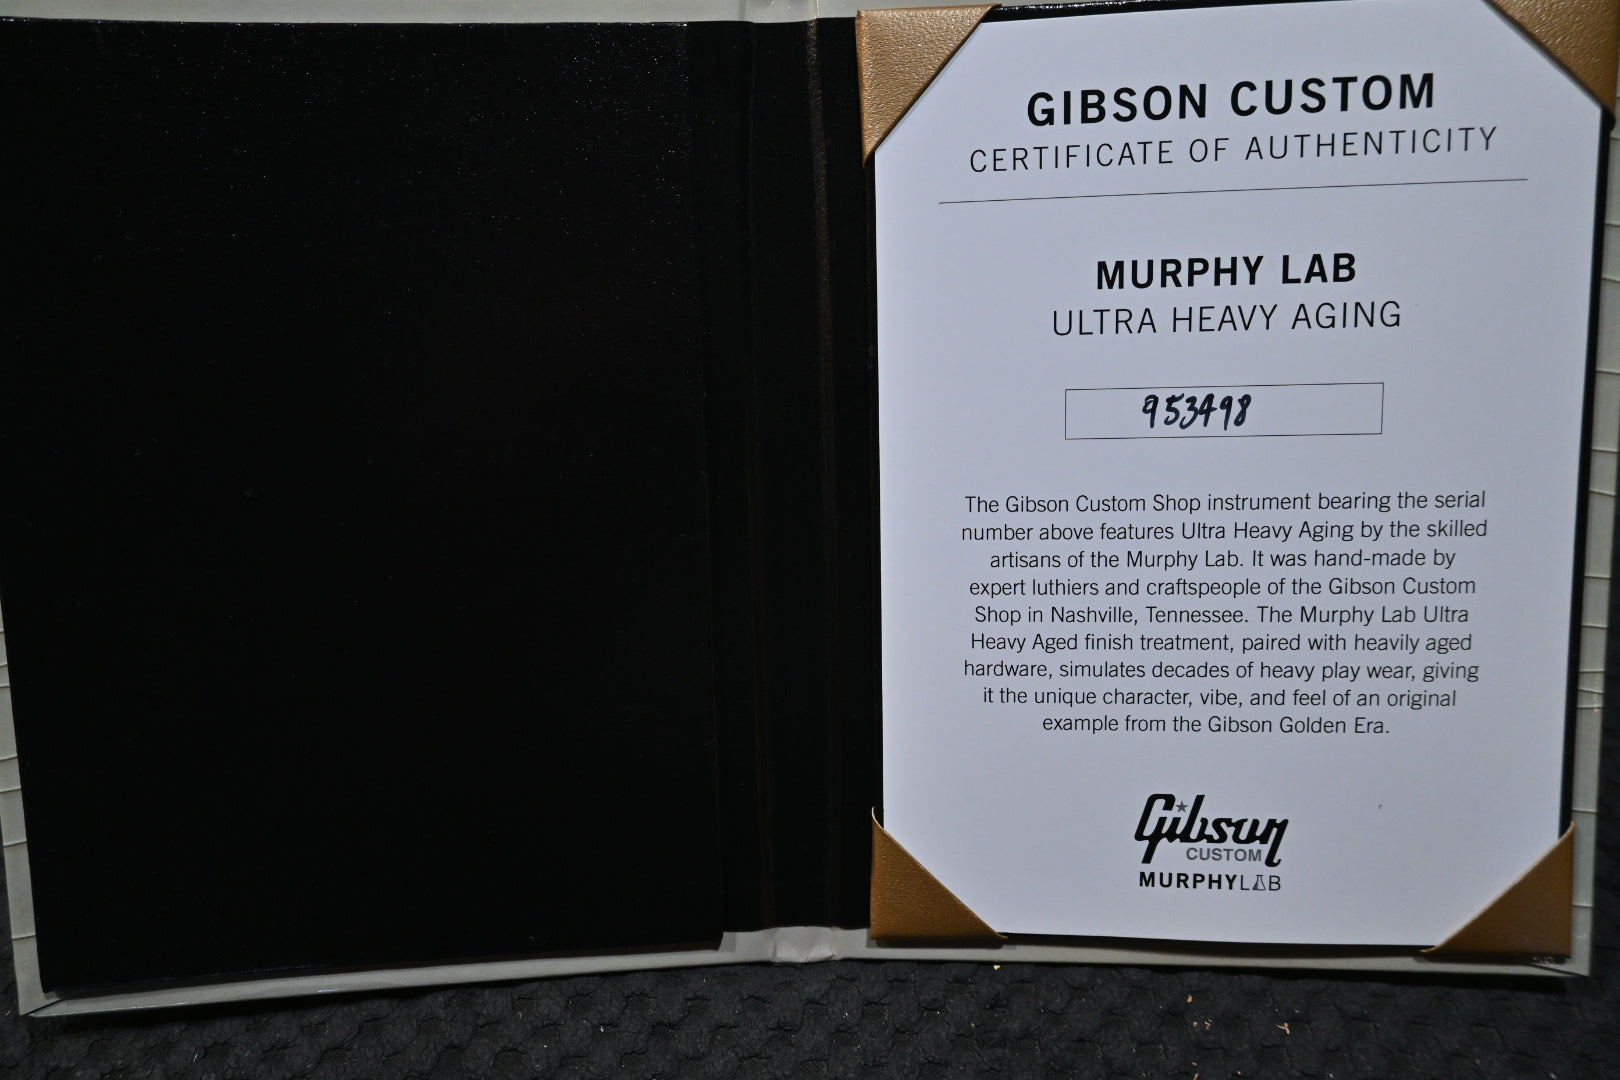 GIBSON CUSTOM
CERTIFICATE OF AUTHENTICITY
MURPHY LAB
ULTRA HEAVY AGING
953498
The Gibson Custom Shop instrument bearing the serial
number above features Ultra Heavy Aging by the skilled
artisans of the Murphy Lab. It was hand-made by
expert luthiers and craftspeople of the Gibson Custom
Shop in Nashville, Tennessee. The Murphy Lab Ultra
Heavy Aged finish treatment, paired with heavily aged
hardware, simulates decades of heavy play wear, giving
it the unique character, vibe, and feel of an original
example from the Gibson Golden Era.
Gibson
CUSTOM
MURPHYLAB